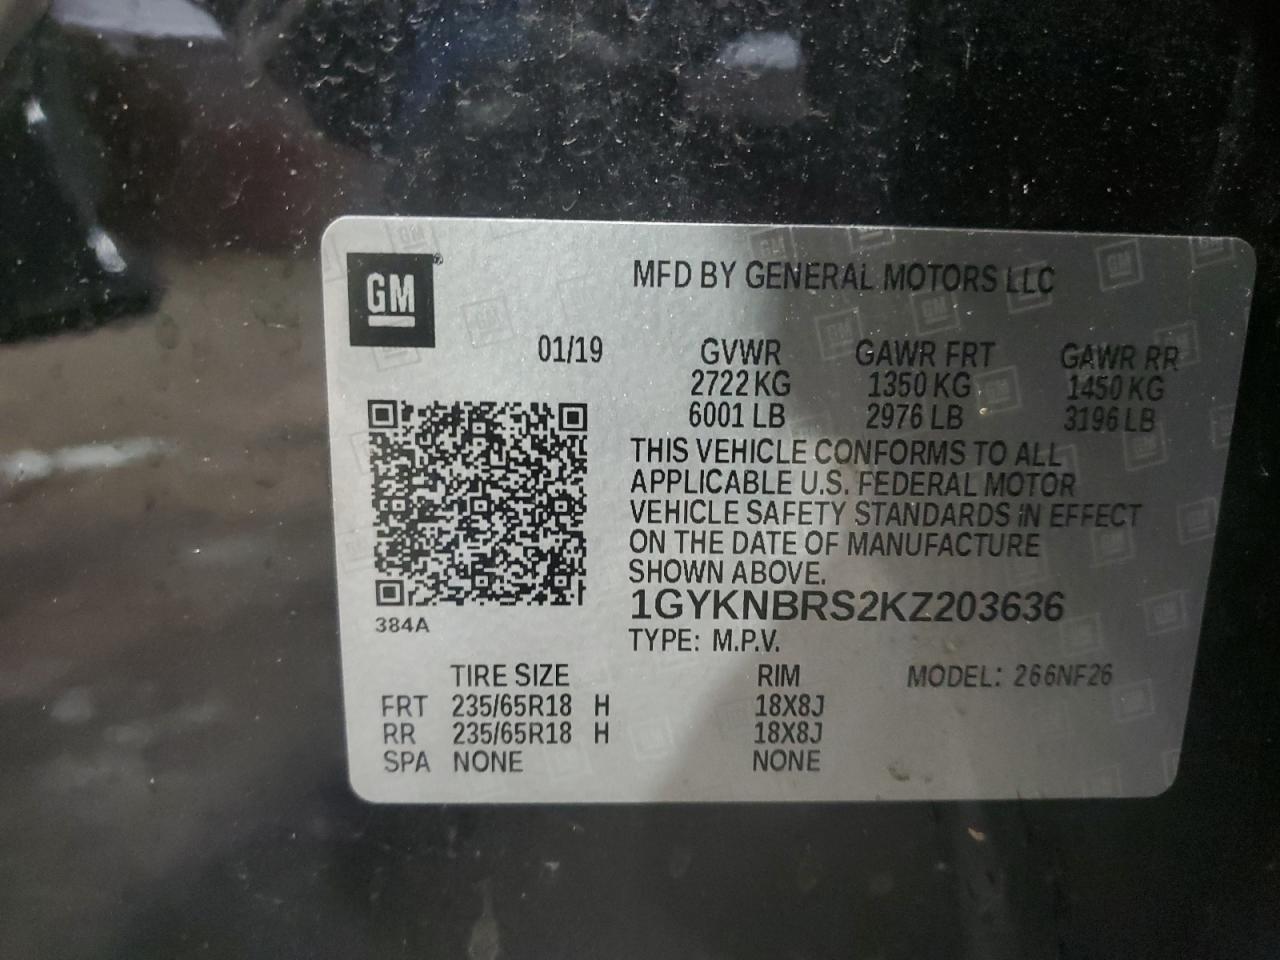 GM
MFD BY GENERAL MOTORS LLC
01/19 GVWR GAWR FRT GAWR RR
2722 KG 1350 KG 1450 KG
6001 LB 2976 LB 3196 LB
THIS VEHICLE CONFORMS TO ALL
APPLICABLE U.S. FEDERAL MOTOR
VEHICLE SAFETY STANDARDS IN EFFECT
ON THE DATE OF MANUFACTURE
SHOWN ABOVE.
1GYKNBRS2KZ203636
384A
TYPE: M.P.V.
TIRE SIZE RIM MODEL: 266NF26
FRT 235/65R18 H 18X8J
RR 235/65R18 H 18X8J
SPA NONE NONE